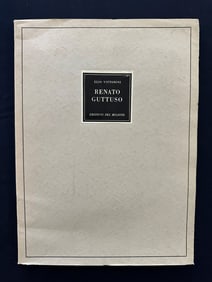 ELIO VITTORINI
RENATO
GUTTUSO
EDIZIONI DEL MILIONE